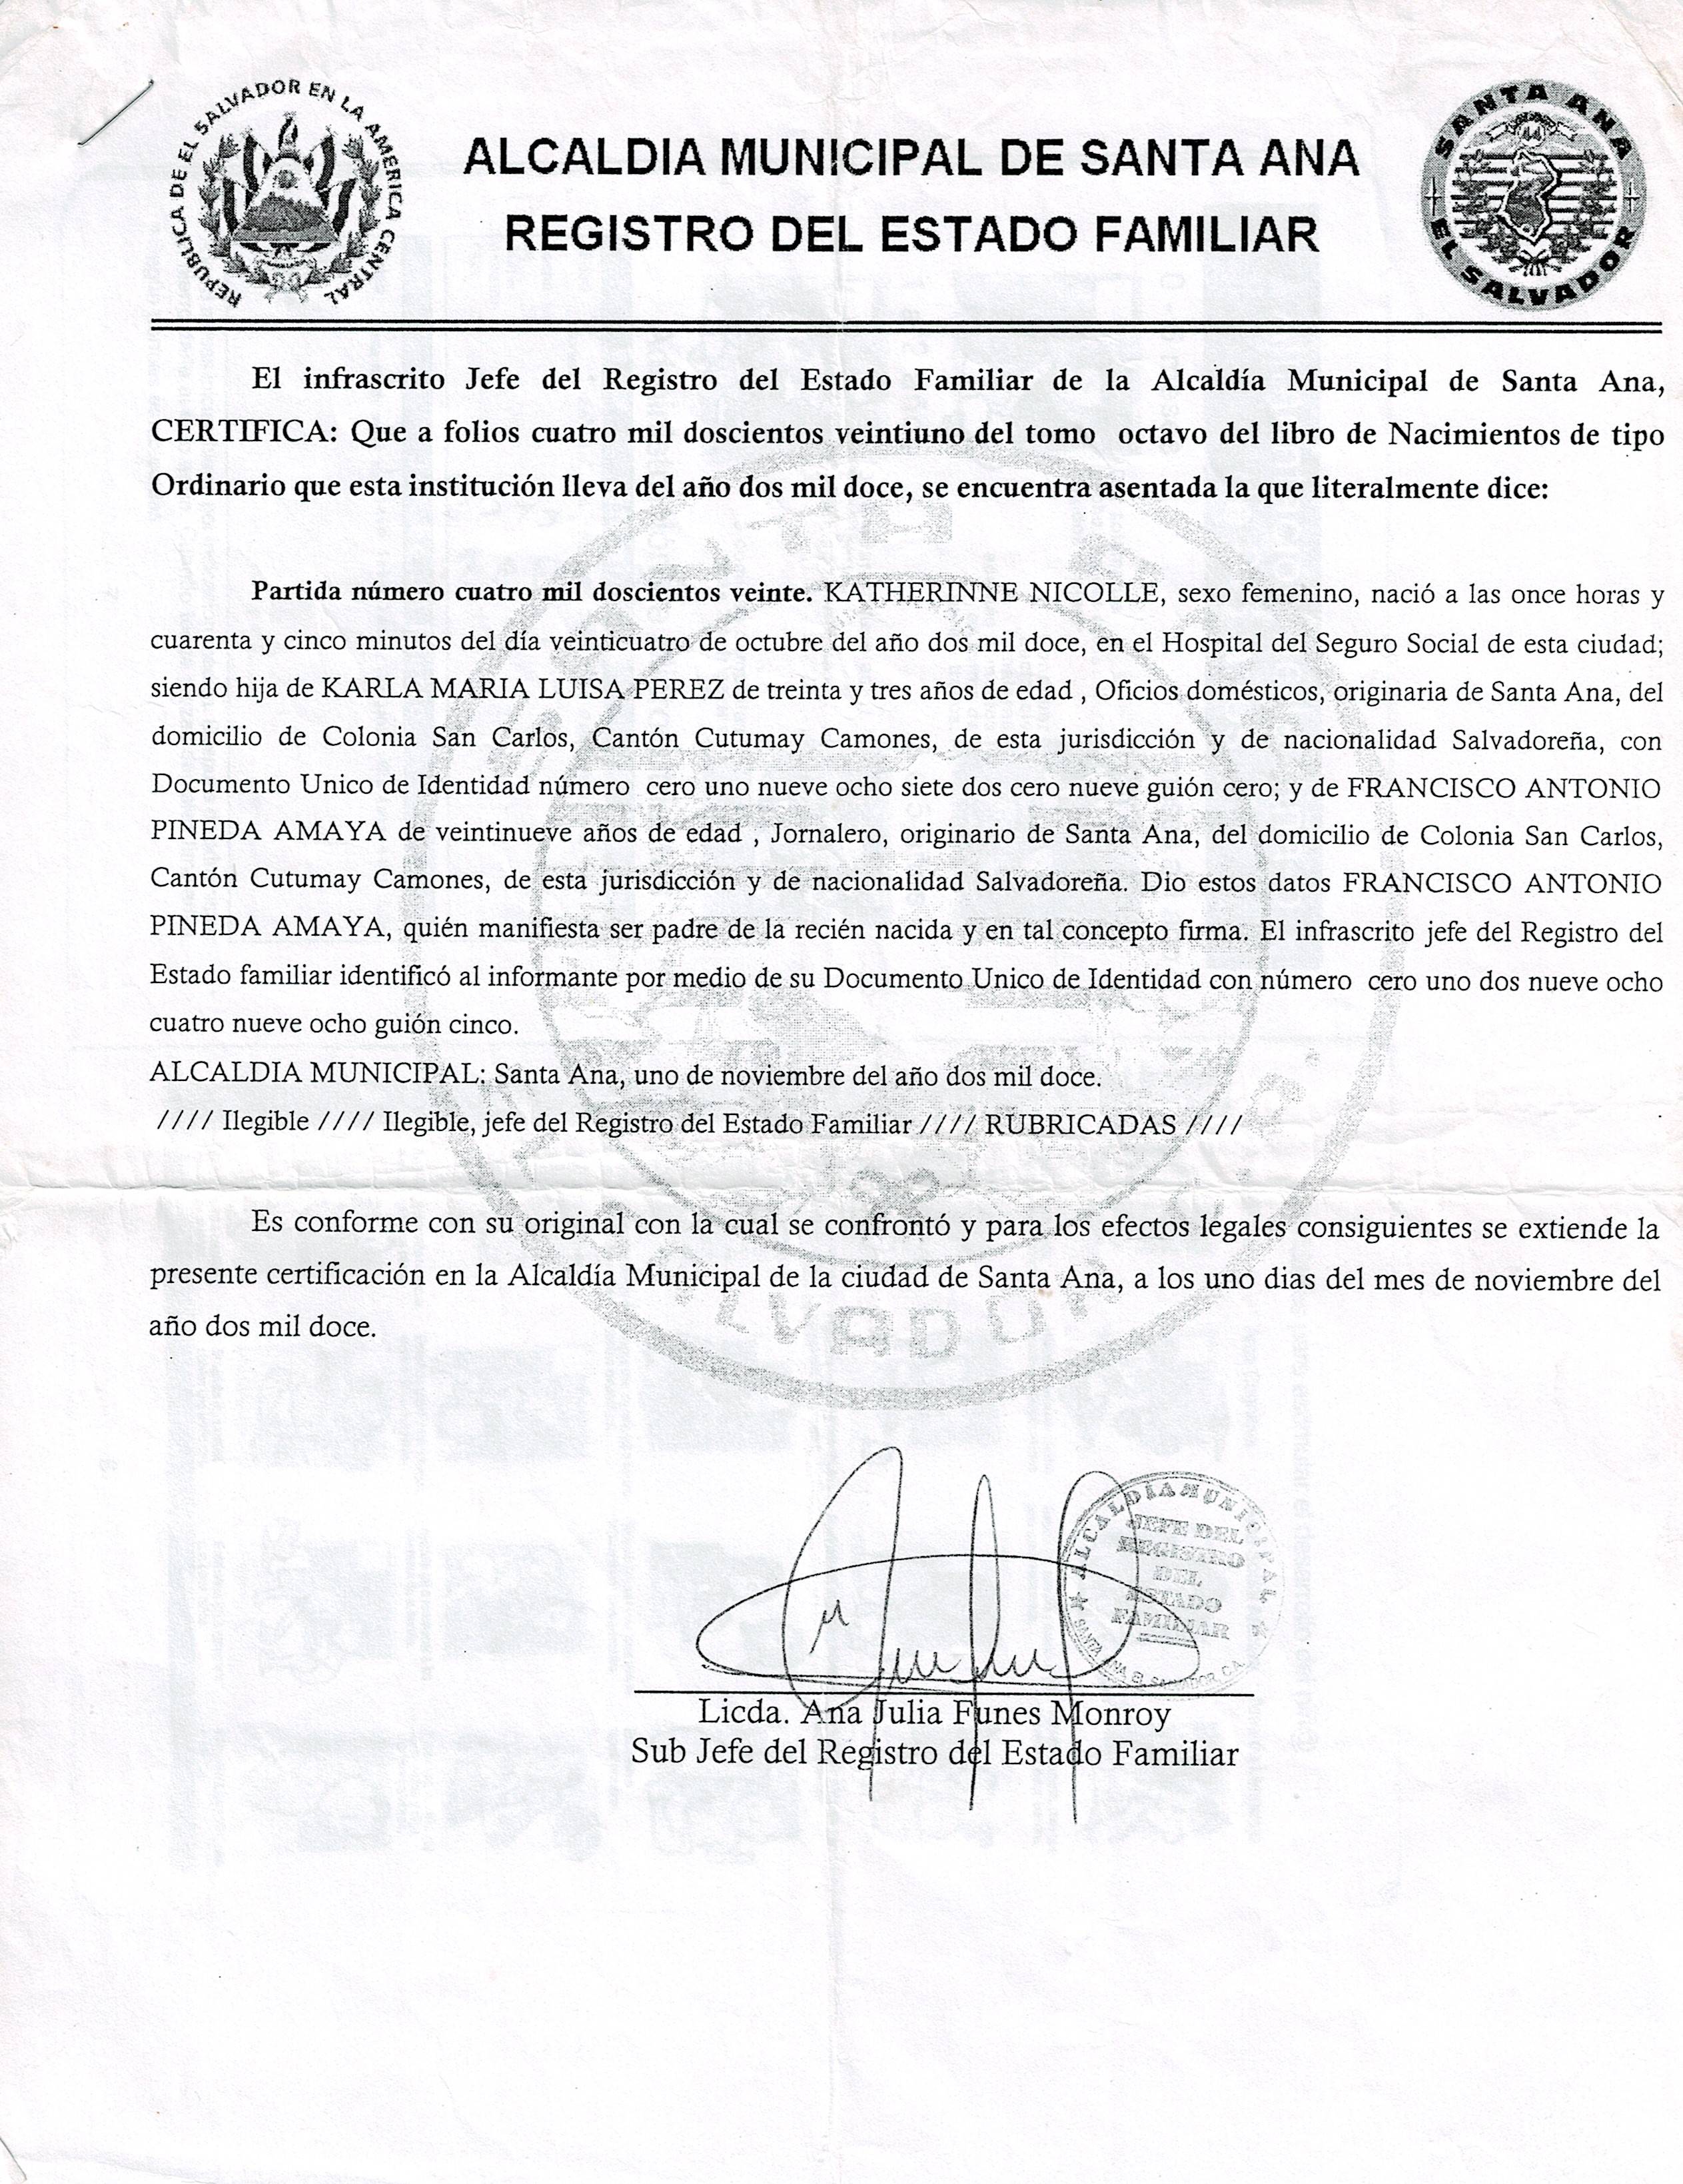 REPUBLICA DE EL SALVADOR EN LA AMERICA CENTRAL
ALCALDIA MUNICIPAL DE SANTA ANA
REGISTRO DEL ESTADO FAMILIAR
SANTA ANA
EL SALVADOR
El infrascrito Jefe del Registro del Estado Familiar de la Alcaldía Municipal de Santa Ana,
CERTIFICA: Que a folios cuatro mil doscientos veintiuno del tomo octavo del libro de Nacimientos de tipo
Ordinario que esta institución lleva del año dos mil doce, se encuentra asentada la que literalmente dice:
Partida número cuatro mil doscientos veinte. KATHERINNE NICOLLE, sexo femenino, nació a las once horas y
cuarenta y cinco minutos del día veinticuatro de octubre del año dos mil doce, en el Hospital del Seguro Social de esta ciudad;
siendo hija de KARLA MARIA LUISA PEREZ de treinta y tres años de edad , Oficios domésticos, originaria de Santa Ana, del
domicilio de Colonia San Carlos, Cantón Cutumay Camones, de esta jurisdicción y de nacionalidad Salvadoreña, con
Documento Unico de Identidad número cero uno nueve ocho siete dos cero nueve guión cero; y de FRANCISCO ANTONIO
PINEDA AMAYA de veintinueve años de edad , Jornalero, originario de Santa Ana, del domicilio de Colonia San Carlos,
Cantón Cutumay Camones, de esta jurisdicción y de nacionalidad Salvadoreña. Dio estos datos FRANCISCO ANTONIO
PINEDA AMAYA, quién manifiesta ser padre de la recién nacida y en tal concepto firma. El infrascrito jefe del Registro del
Estado familiar identificó al informante por medio de su Documento Unico de Identidad con número cero uno dos nueve ocho
cuatro nueve ocho guión cinco.
ALCALDIA MUNICIPAL: Santa Ana, uno de noviembre del año dos mil doce.
//// Ilegible //// Ilegible, jefe del Registro del Estado Familiar //// RUBRICADAS ////
Es conforme con su original con la cual se confrontó y para los efectos legales consiguientes se extiende la
presente certificación en la Alcaldía Municipal de la ciudad de Santa Ana, a los uno dias del mes de noviembre del
año dos mil doce.
ALCALDIA MUNICIPAL
JEFE DEL
REGISTRO
DEL
ESTADO
FAMILIAR
Licda. Ana Julia Funes Monroy
Sub Jefe del Registro del Estado Familiar